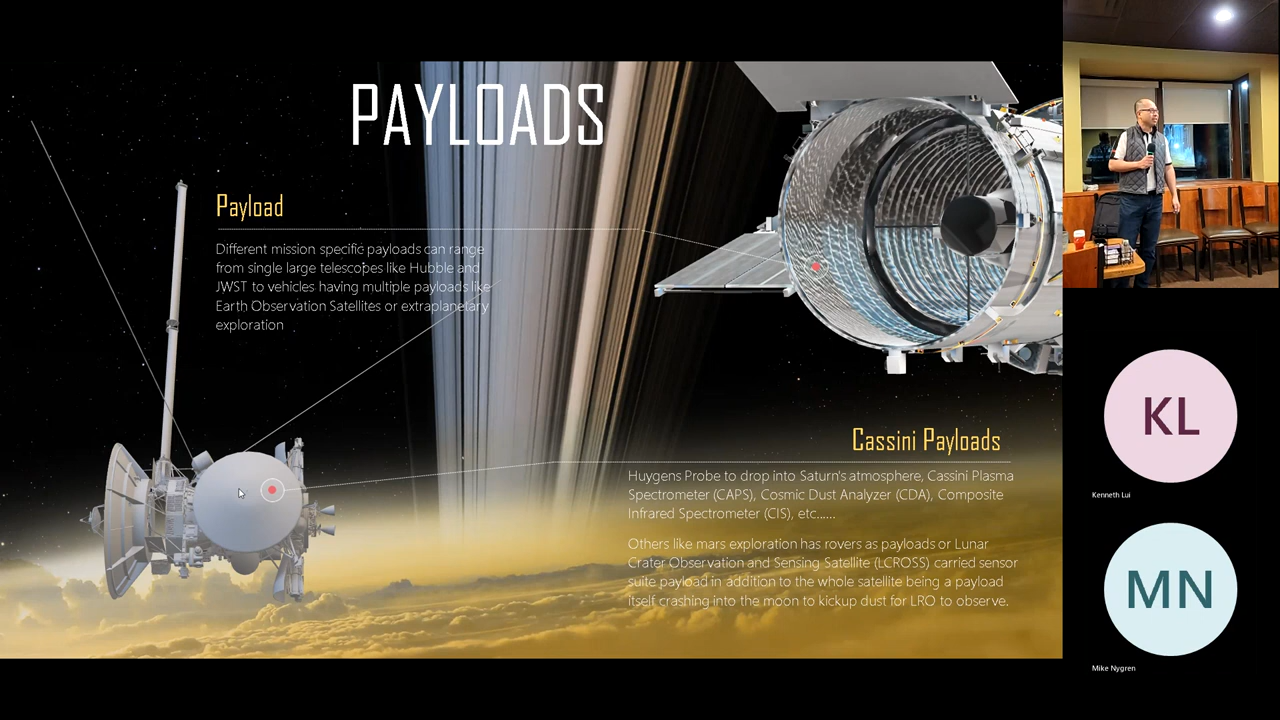 PAYLOADS
Payload
Different mission specific payloads can range
from single large telescopes like Hubble and
JWST to vehicles having multiple payloads like
Earth Observation Satellites or extraplanetary
exploration
Cassini Payloads
Huygens Probe to drop into Saturn's atmosphere, Cassini Plasma
Spectrometer (CAPS), Cosmic Dust Analyzer (CDA), Composite
Infrared Spectrometer (CIS), etc......
Others like mars exploration has rovers as payloads or Lunar
Crater Observation and Sensing Satellite (LCROSS) carried sensor
suite payload in addition to the whole satellite being a payload
itself crashing into the moon to kickup dust for LRO to observe.
KL
Kenneth Lui
MN
Mike Nygren